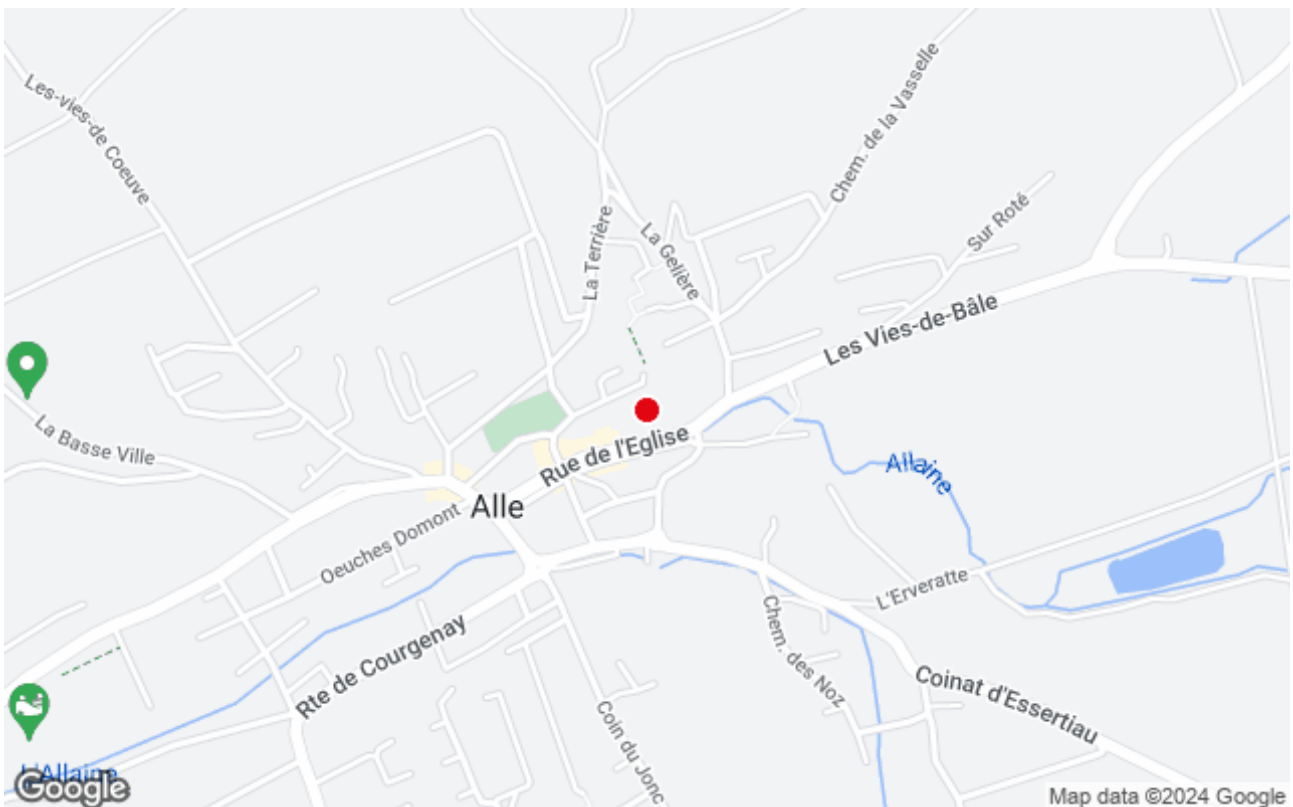 Les-vies-de Coeuve
Chem. de la Vasselle
Sur Roté
La Terrière
La Gelière
Les Vies-de-Bâle
La Basse Ville
Rue de l'Eglise
Allaine
Alle
Oeuches Domont
L'Erveratte
Rte de Courgenay
Chem. des Noz
Coinat d'Essertiau
Coin du Jonc
L'Allaine
Google
Map data ©2024 Google